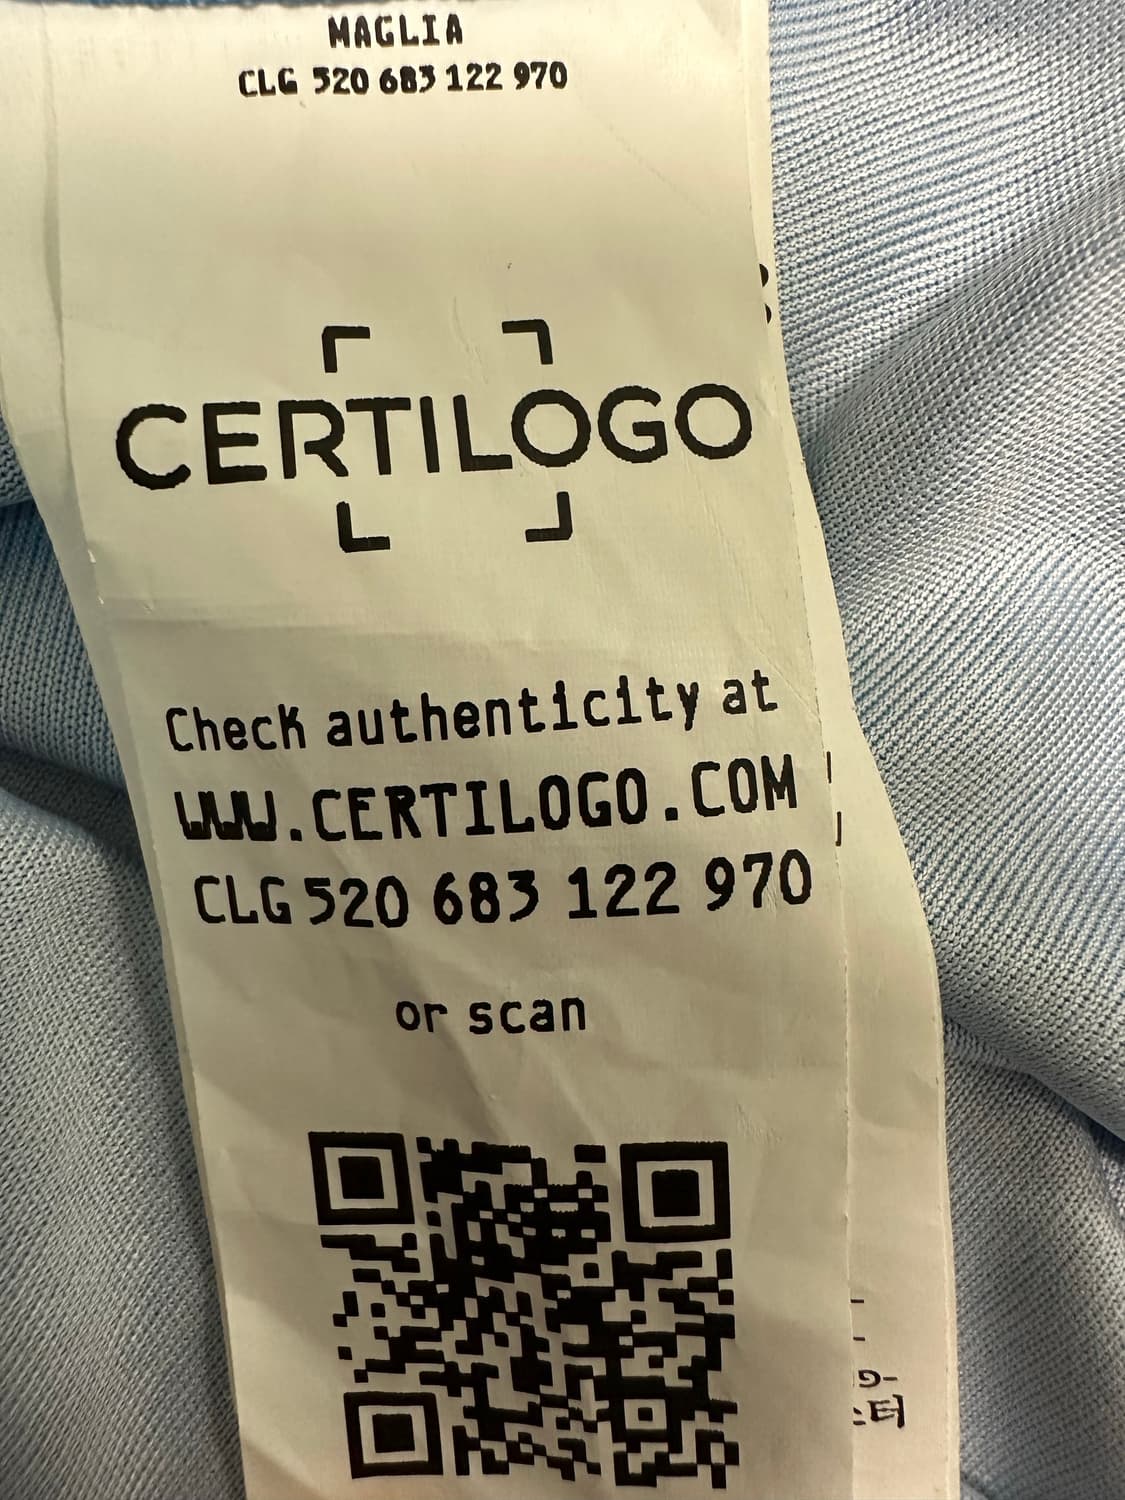 MAGLIA
CLG 520 683 122 970
CERTILOGO
Check authenticity at
WWW.CERTILOGO.COM
CLG 520 683 122 970
or scan